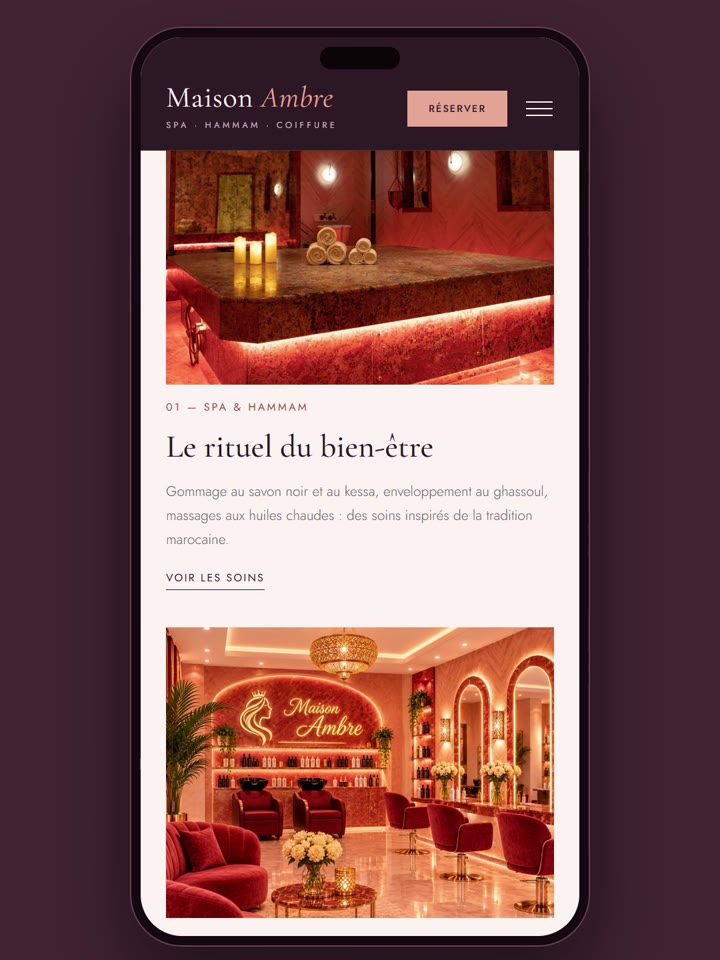 Maison Ambre
SPA · HAMMAM · COIFFURE
RÉSERVER
01 — SPA & HAMMAM
Le rituel du bien-être
Gommage au savon noir et au kessa, enveloppement au ghassoul,
massages aux huiles chaudes : des soins inspirés de la tradition
marocaine.
VOIR LES SOINS
Maison
Ambre